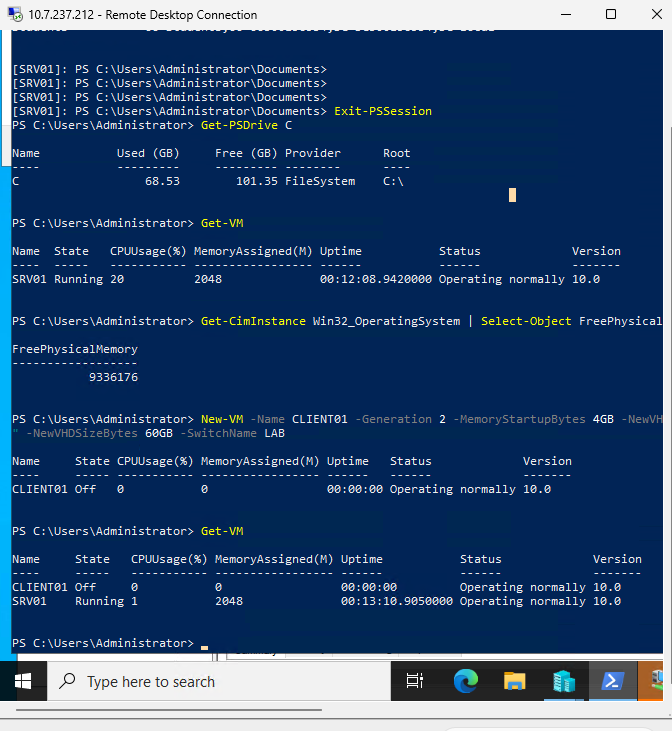 10.7.237.212 - Remote Desktop Connection
[SRV01]: PS C:\Users\Administrator\Documents>
[SRV01]: PS C:\Users\Administrator\Documents>
[SRV01]: PS C:\Users\Administrator\Documents>
[SRV01]: PS C:\Users\Administrator\Documents> Exit-PSSession
PS C:\Users\Administrator> Get-PSDrive C
Name Used (GB) Free (GB) Provider Root
---- --------- --------- -------- ----
C 68.53 101.35 FileSystem C:\
PS C:\Users\Administrator> Get-VM
Name State CPUUsage(%) MemoryAssigned(M) Uptime Status Version
---- ----- ----------- ----------------- ------ ------ -------
SRV01 Running 20 2048 00:12:08.9420000 Operating normally 10.0
PS C:\Users\Administrator> Get-CimInstance Win32_OperatingSystem | Select-Object FreePhysical
FreePhysicalMemory
------------------
9336176
PS C:\Users\Administrator> New-VM -Name CLIENT01 -Generation 2 -MemoryStartupBytes 4GB -NewVH
" -NewVHDSizeBytes 60GB -SwitchName LAB
Name State CPUUsage(%) MemoryAssigned(M) Uptime Status Version
---- ----- ----------- ----------------- ------ ------ -------
CLIENT01 Off 0 0 00:00:00 Operating normally 10.0
PS C:\Users\Administrator> Get-VM
Name State CPUUsage(%) MemoryAssigned(M) Uptime Status Version
---- ----- ----------- ----------------- ------ ------ -------
CLIENT01 Off 0 0 00:00:00 Operating normally 10.0
SRV01 Running 1 2048 00:13:10.9050000 Operating normally 10.0
PS C:\Users\Administrator>
Type here to search